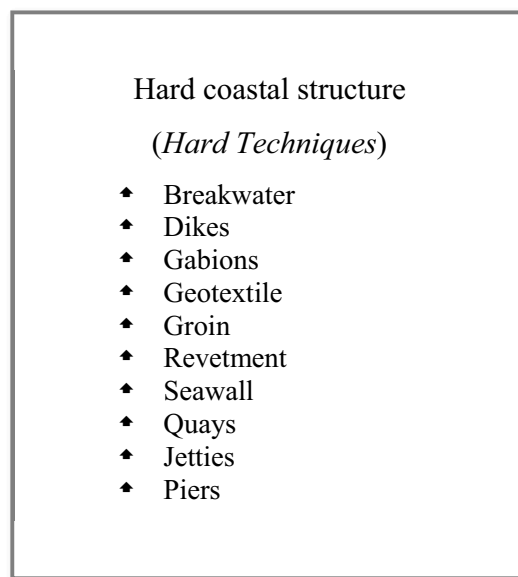 Hard coastal structure
(Hard Techniques)
Breakwater
Dikes
Gabions
Geotextile
Groin
Revetment
Seawall
Quays
Jetties
Piers